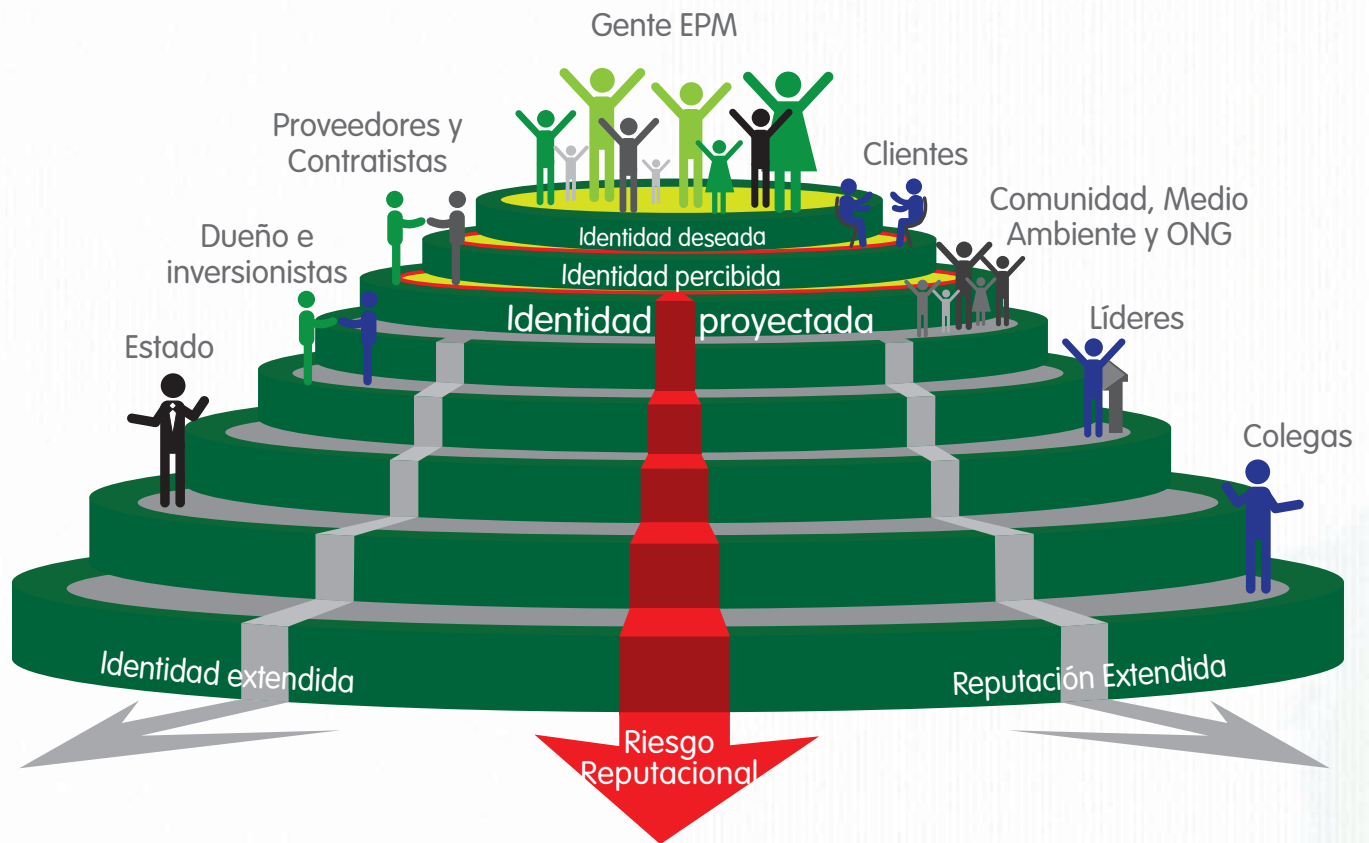 Gente EPM
Proveedores y
Contratistas
Clientes
Comunidad, Medio
Ambiente y ONG
Dueño e
inversionistas
Identidad deseada
Identidad percibida
Identidad proyectada
Líderes
Estado
Colegas
Identidad extendida
Reputación Extendida
Riesgo
Reputacional